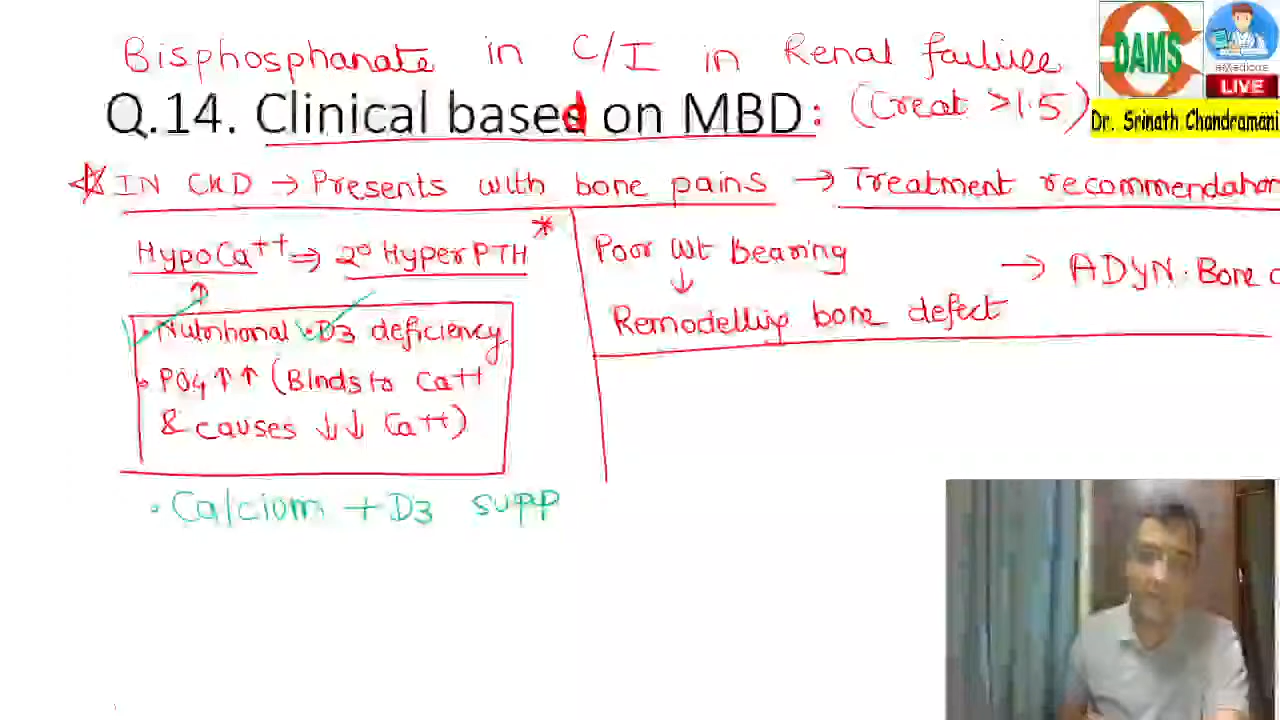 Bisphosphanate in C/I in Renal failure
Q.14. Clinical based on MBD: (Creat >1.5)
DAMS
LIVE
Dr. Srinath Chandramani
IN CKD → Presents with bone pains → Treatment recommendation
HypoCa++ ⇒ 2° HyperPTH *
• Nutritional • D3 deficiency
• PO4 ↑↑ (Binds to Ca++
& causes ↓↓ Ca++)
• Calciom + D3 supp
Poor wt bearing
↓
Remodelling bone defect
→ ADYN. Bone